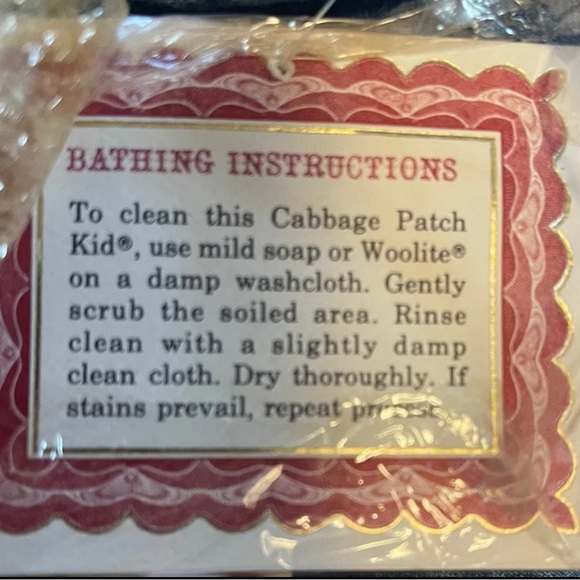 BATHING INSTRUCTIONS
To clean this Cabbage Patch
Kid®, use mild soap or Woolite®
on a damp washcloth. Gently
scrub the soiled area. Rinse
clean with a slightly damp
clean cloth. Dry thoroughly. If
stains prevail, repeat process.